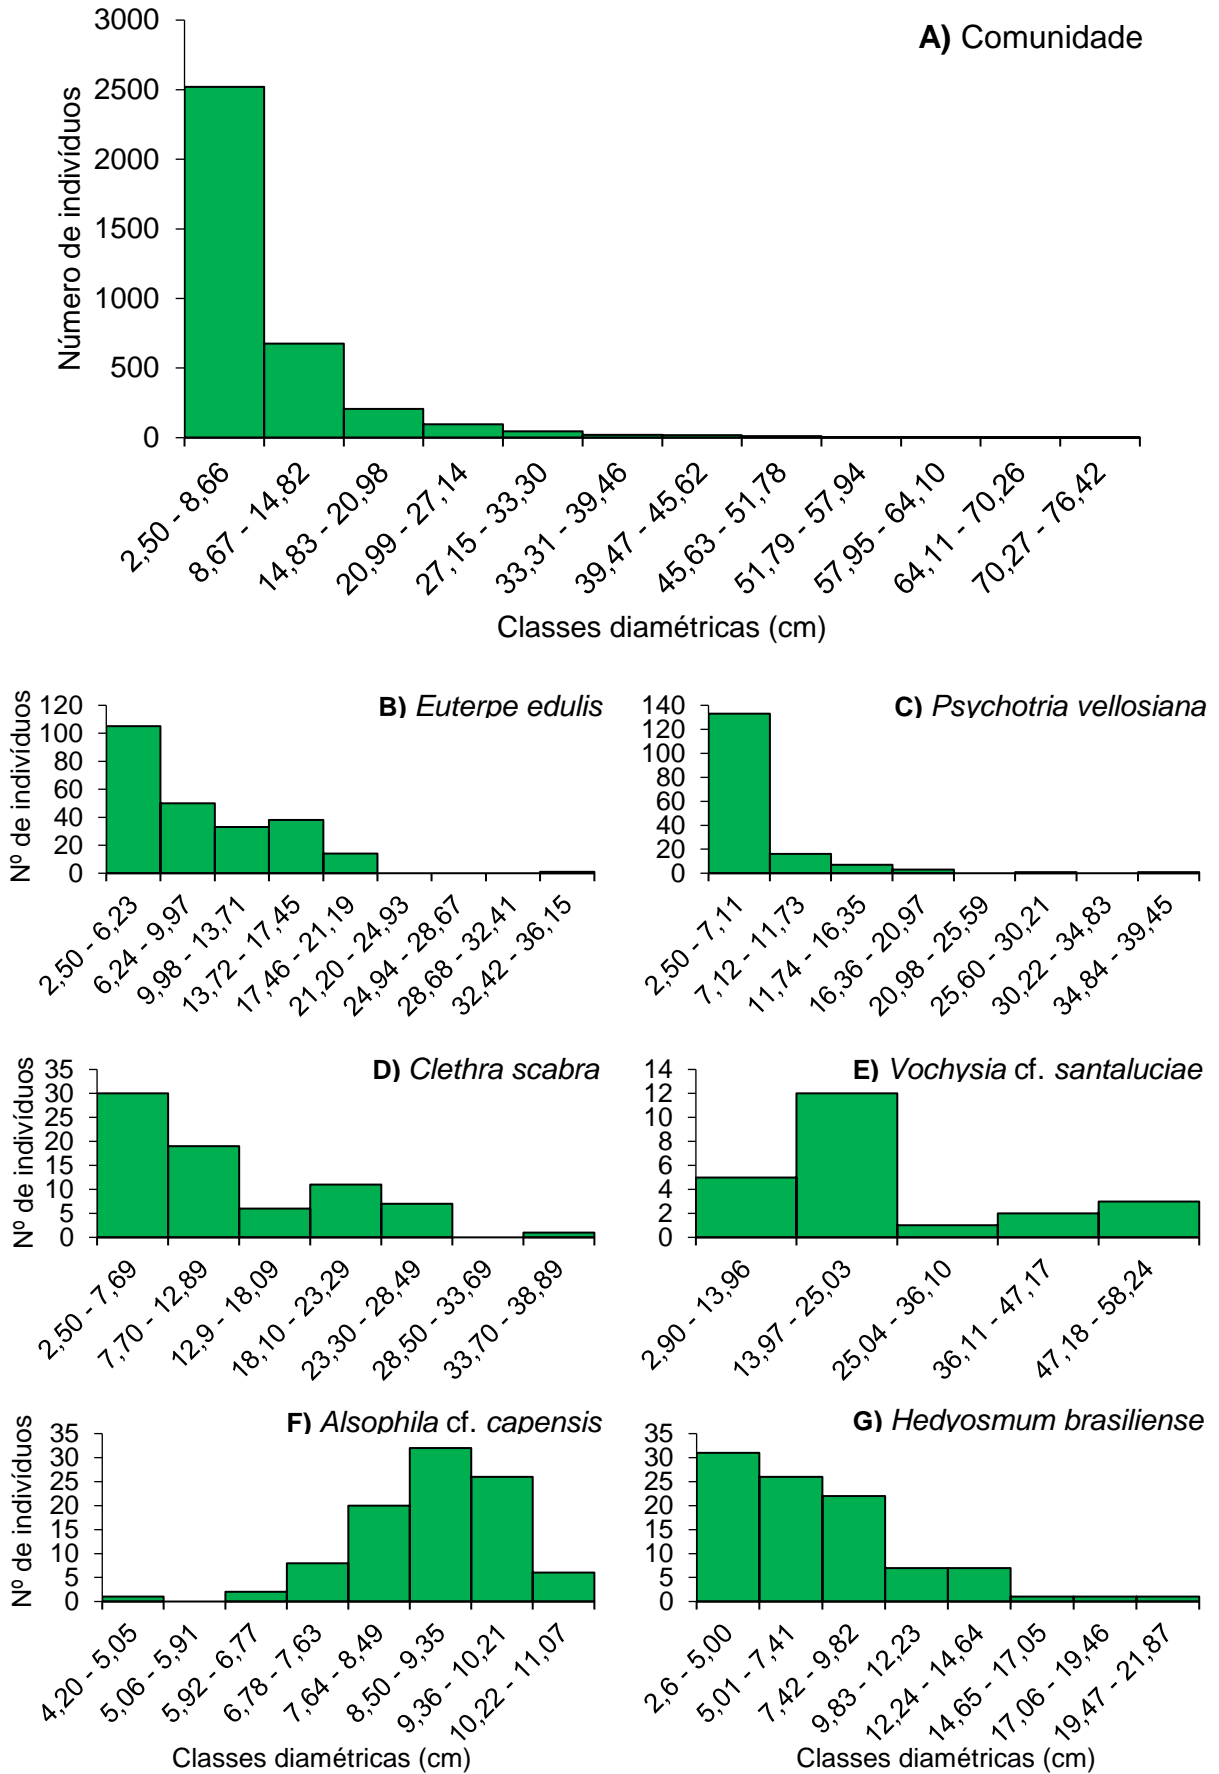 A) Comunidade
Número de indivíduos
3000
2500
2000
1500
1000
500
0
2,50 - 8,66
8,67 - 14,82
14,83 - 20,98
20,99 - 27,14
27,15 - 33,30
33,31 - 39,46
39,47 - 45,62
45,63 - 51,78
51,79 - 57,94
57,95 - 64,10
64,11 - 70,26
70,27 - 76,42
Classes diamétricas (cm)
B) Euterpe edulis
Nº de indivíduos
120
100
80
60
40
20
0
2,50 - 6,23
6,24 - 9,97
9,98 - 13,71
13,72 - 17,45
17,46 - 21,19
21,20 - 24,93
24,94 - 28,67
28,68 - 32,41
32,42 - 36,15
C) Psychotria vellosiana
140
120
100
80
60
40
20
0
2,50 - 7,11
7,12 - 11,73
11,74 - 16,35
16,36 - 20,97
20,98 - 25,59
25,60 - 30,21
30,22 - 34,83
34,84 - 39,45
D) Clethra scabra
Nº de indivíduos
35
30
25
20
15
10
5
0
2,50 - 7,69
7,70 - 12,89
12,9 - 18,09
18,10 - 23,29
23,30 - 28,49
28,50 - 33,69
33,70 - 38,89
E) Vochysia cf. santaluciae
14
12
10
8
6
4
2
0
2,90 - 13,96
13,97 - 25,03
25,04 - 36,10
36,11 - 47,17
47,18 - 58,24
F) Alsophila cf. capensis
Nº de indivíduos
35
30
25
20
15
10
5
0
4,20 - 5,05
5,06 - 5,91
5,92 - 6,77
6,78 - 7,63
7,64 - 8,49
8,50 - 9,35
9,36 - 10,21
10,22 - 11,07
Classes diamétricas (cm)
G) Hedyosmum brasiliense
35
30
25
20
15
10
5
0
2,6 - 5,00
5,01 - 7,41
7,42 - 9,82
9,83 - 12,23
12,24 - 14,64
14,65 - 17,05
17,06 - 19,46
19,47 - 21,87
Classes diamétricas (cm)